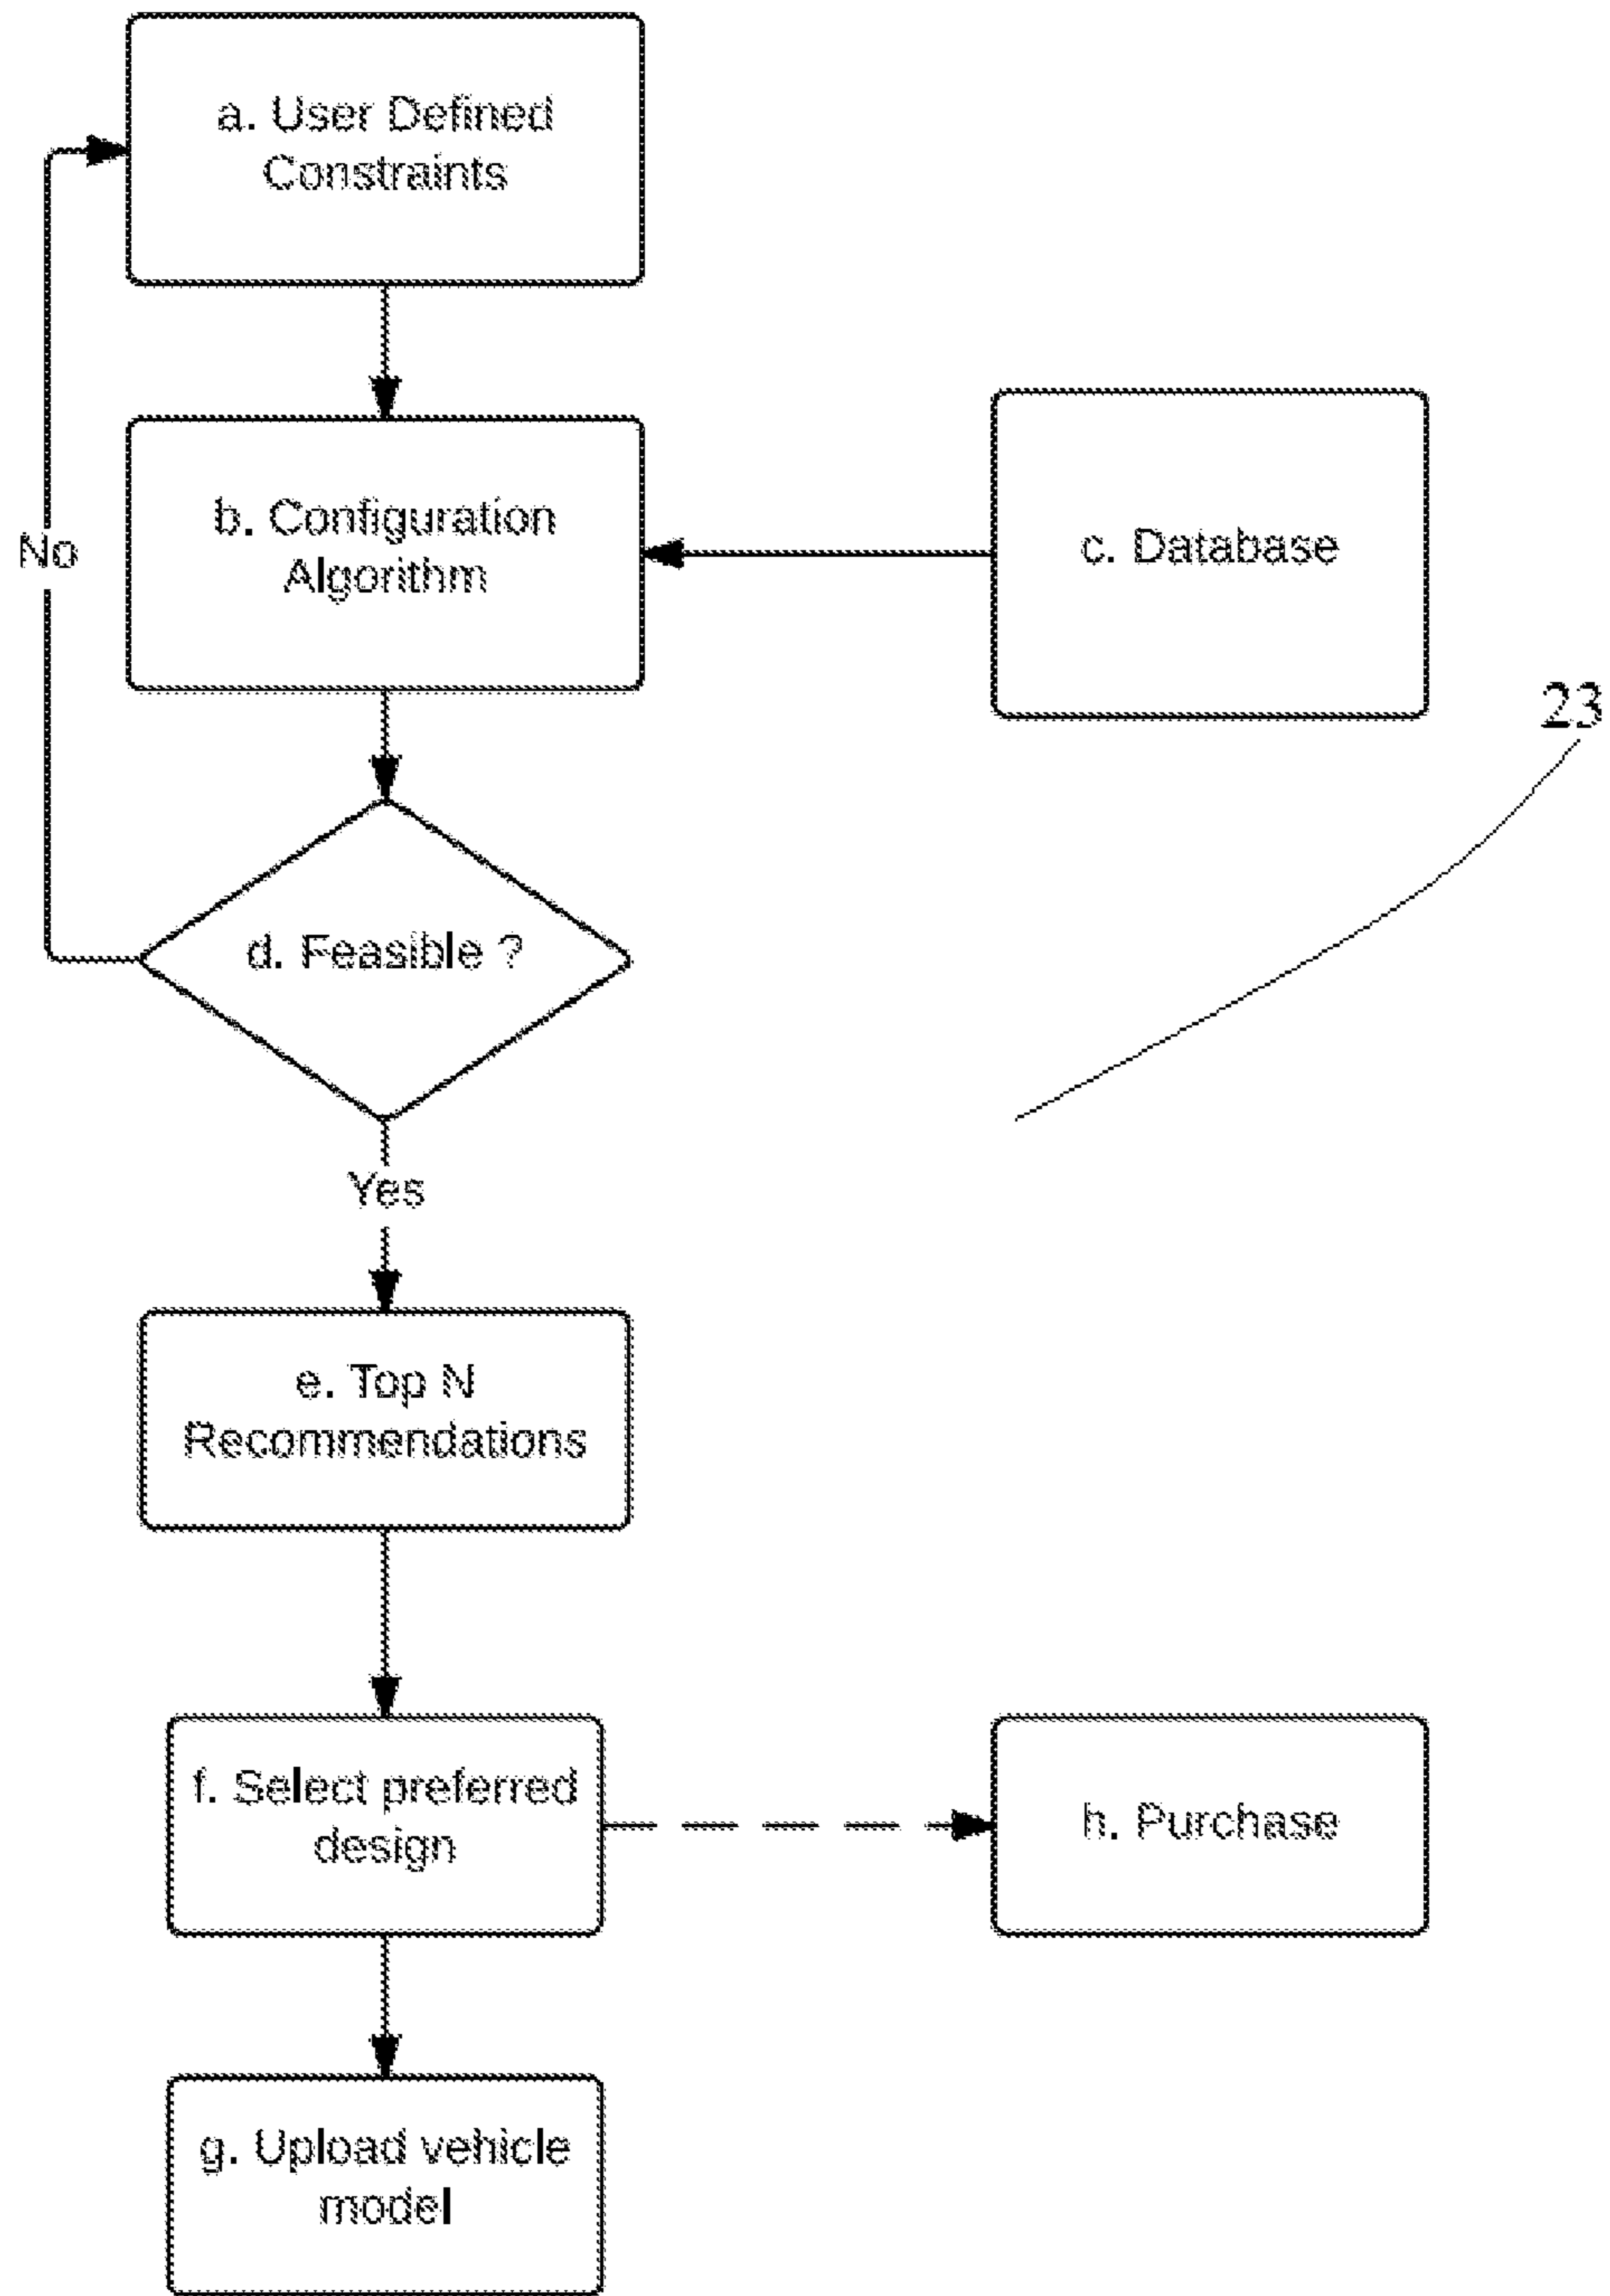 a. User Defined
Constraints
b. Configuration
Algorithm
c. Database
No
23
d. Feasible ?
Yes
e. Top N
Recommendations
f. Select preferred
design
h. Purchase
g. Upload vehicle
model